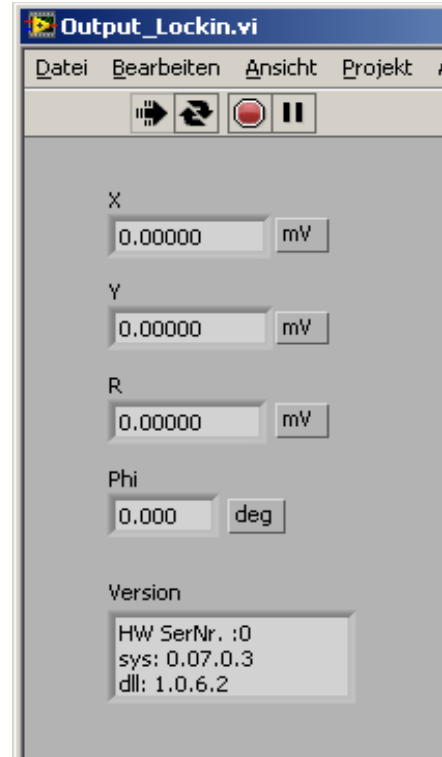 Output_Lockin.vi
Datei Bearbeiten Ansicht Projekt
X
0.00000 mV
Y
0.00000 mV
R
0.00000 mV
Phi
0.000 deg
Version
HW SerNr. :0
sys: 0.07.0.3
dll: 1.0.6.2